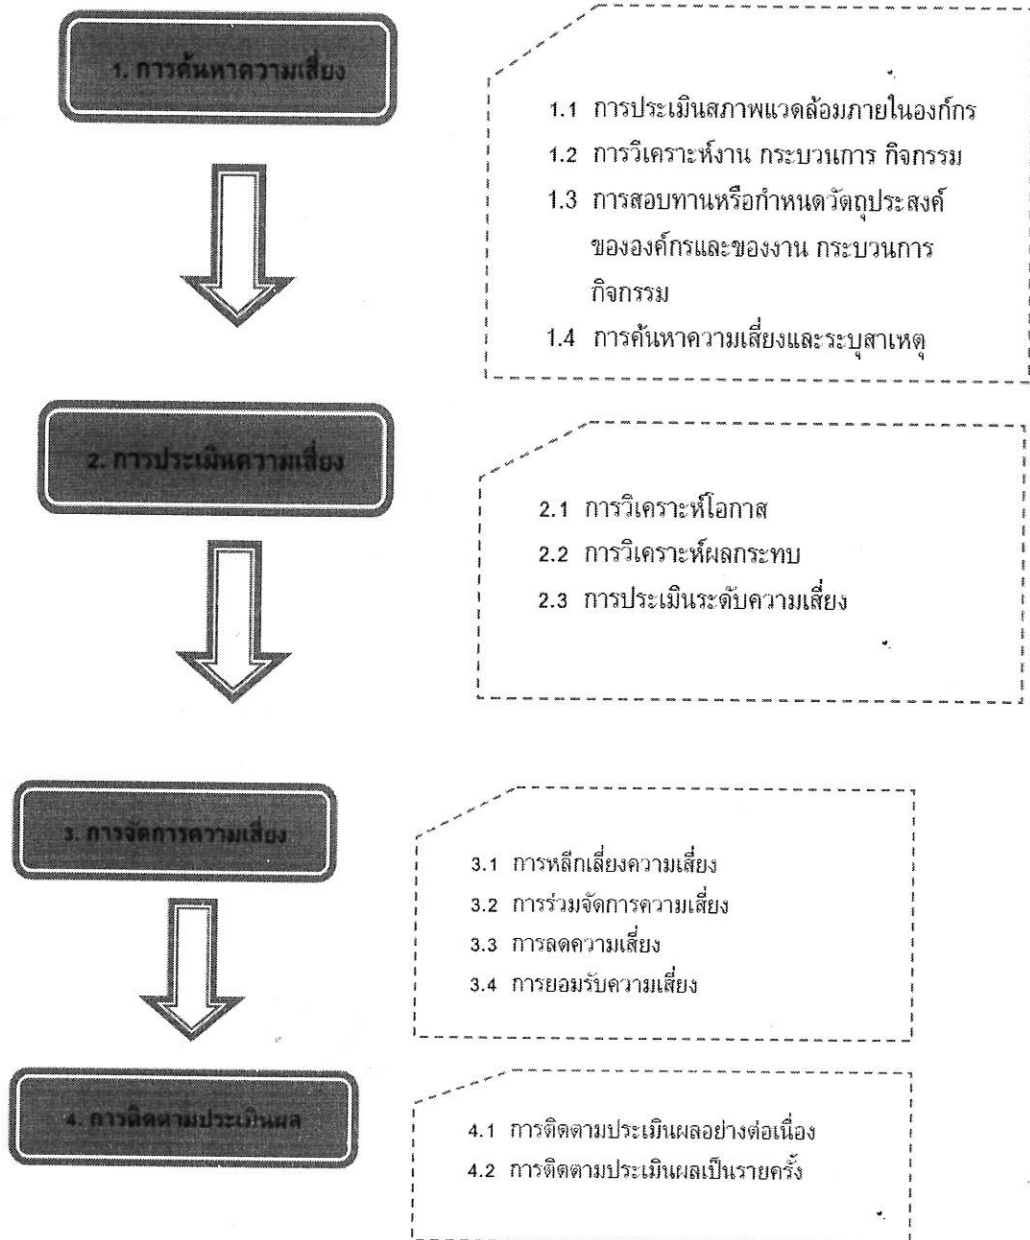 1. การค้นหาความเสี่ยง
1.1 การประเมินสภาพแวดล้อมภายในองก์กร
1.2 การวิเคราะห์งาน กระบวนการ กิจกรรม
1.3 การสอบทานหรือกำหนดวัตถุประสงค์
ขององค์กรและของงาน กระบวนการ
กิจกรรม
1.4 การค้นหาความเสี่ยงและระบุสาเหตุ
2. การประเมินความเสี่ยง
2.1 การวิเคราะห์โอกาส
2.2 การวิเคราะห์ผลกระทบ
2.3 การประเมินระดับความเสี่ยง
3. การจัดการความเสี่ยง
3.1 การหลีกเลี่ยงความเสี่ยง
3.2 การร่วมจัดการความเสี่ยง
3.3 การลดความเสี่ยง
3.4 การยอมรับความเสี่ยง
4. การติดตามประเมินผล
4.1 การติดตามประเมินผลอย่างต่อเนื่อง
4.2 การติดตามประเมินผลเป็นรายครั้ง